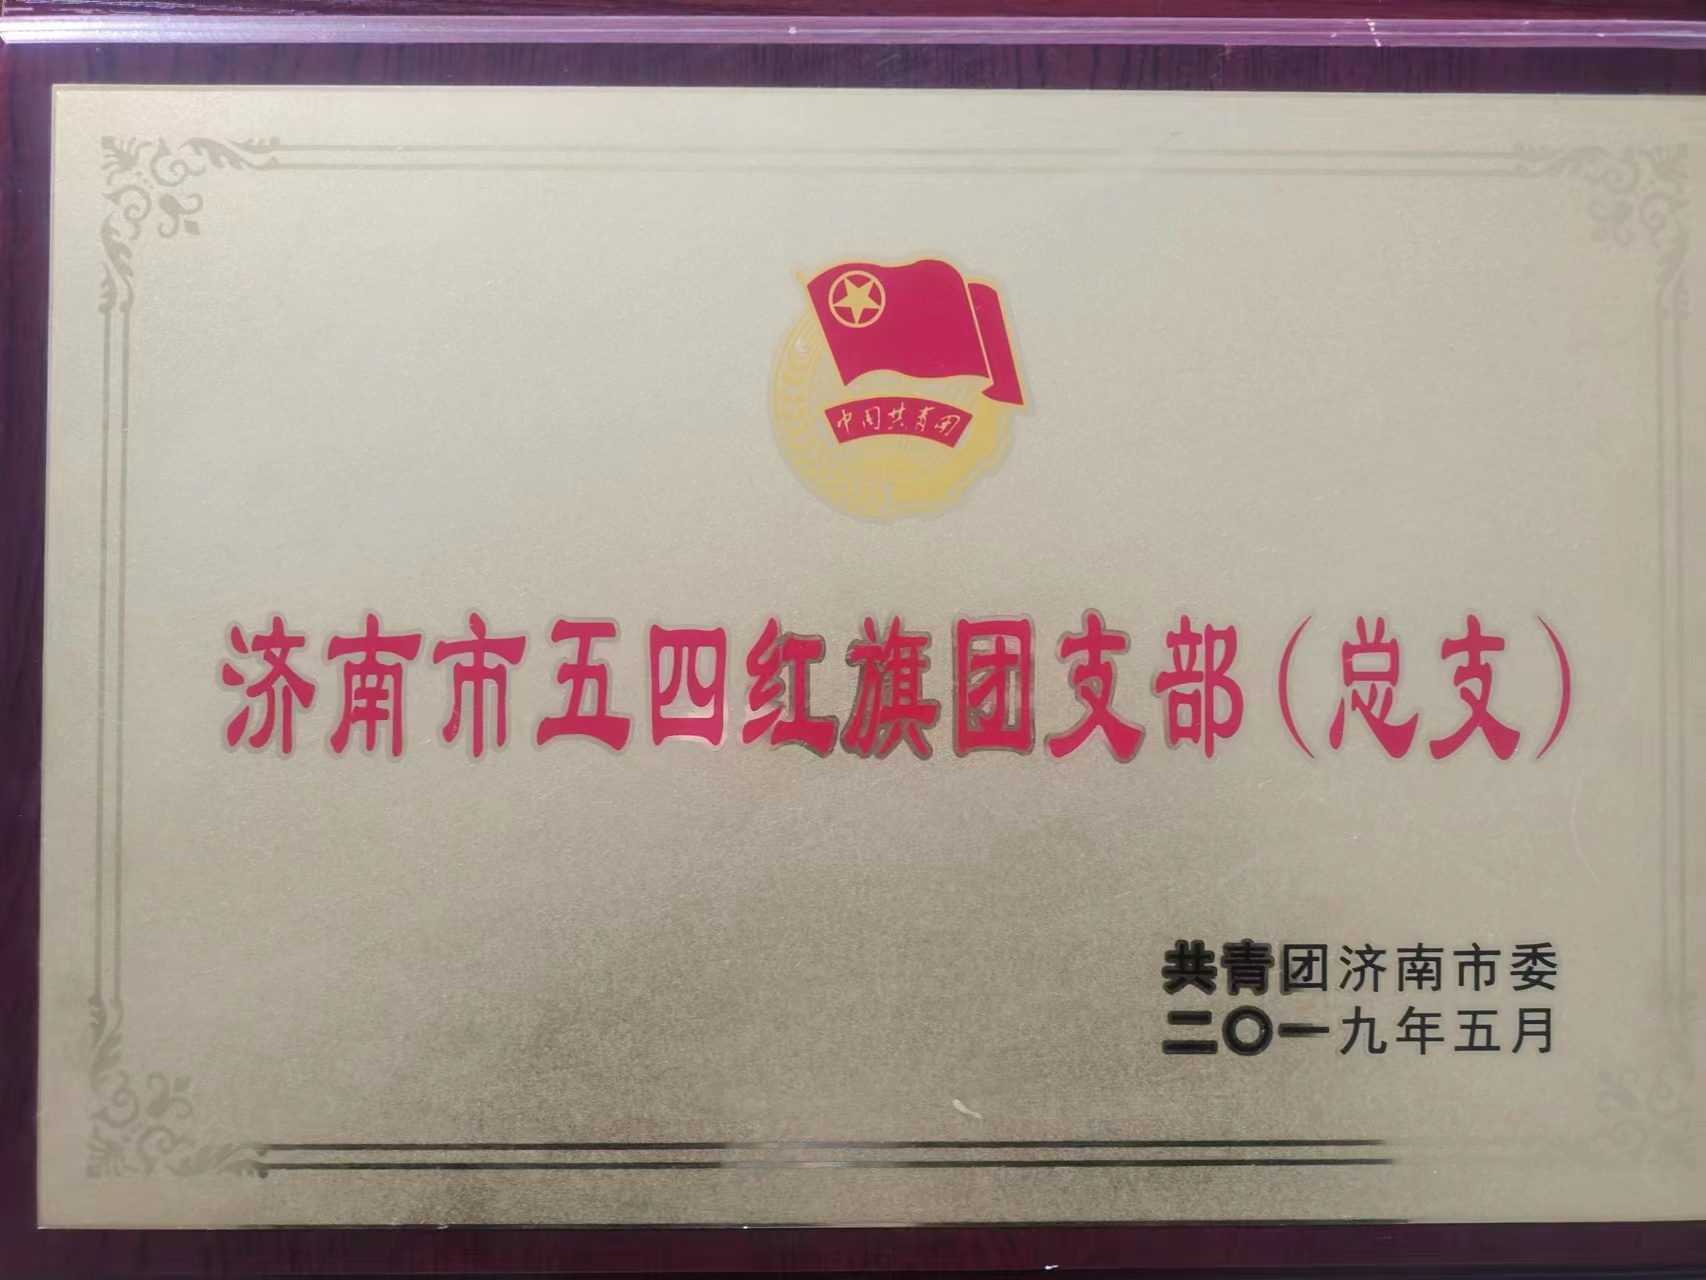 中国共青团
济南市五四红旗团支部（总支）
共青团济南市委
二〇一九年五月